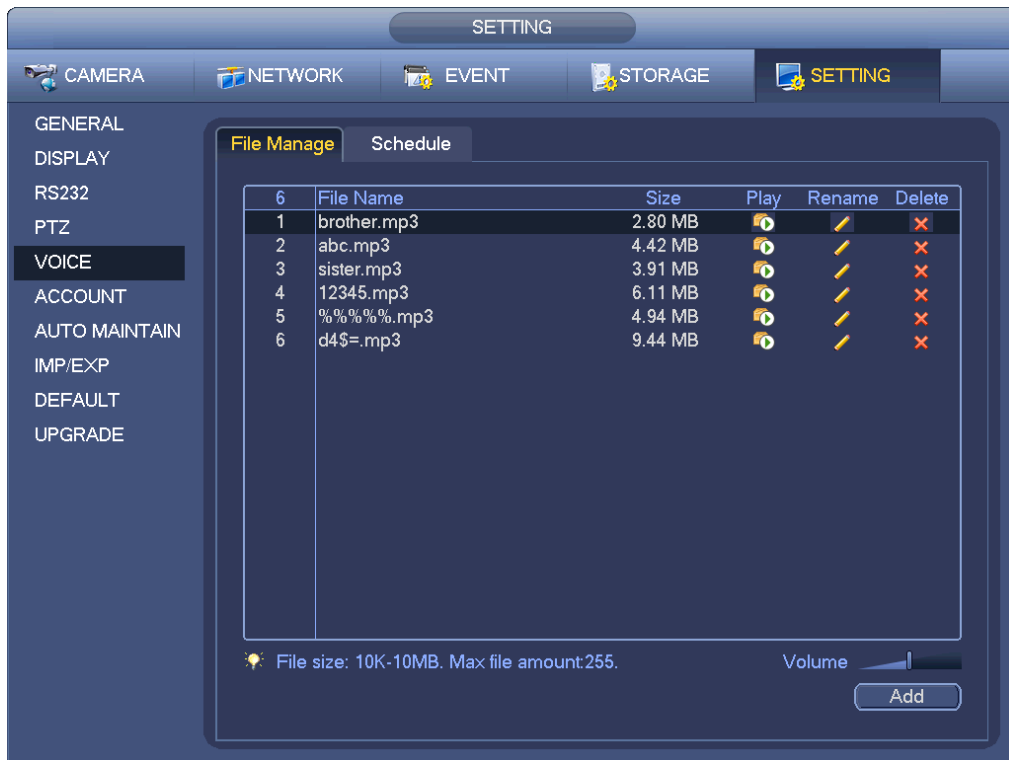 SETTING
CAMERA NETWORK EVENT STORAGE SETTING
GENERAL
DISPLAY
RS232
PTZ
VOICE
ACCOUNT
AUTO MAINTAIN
IMP/EXP
DEFAULT
UPGRADE
File Manage Schedule
6 File Name Size Play Rename Delete
1 brother.mp3 2.80 MB
2 abc.mp3 4.42 MB
3 sister.mp3 3.91 MB
4 12345.mp3 6.11 MB
5 %%%%%.mp3 4.94 MB
6 d4$=.mp3 9.44 MB
File size: 10K-10MB. Max file amount:255. Volume
Add